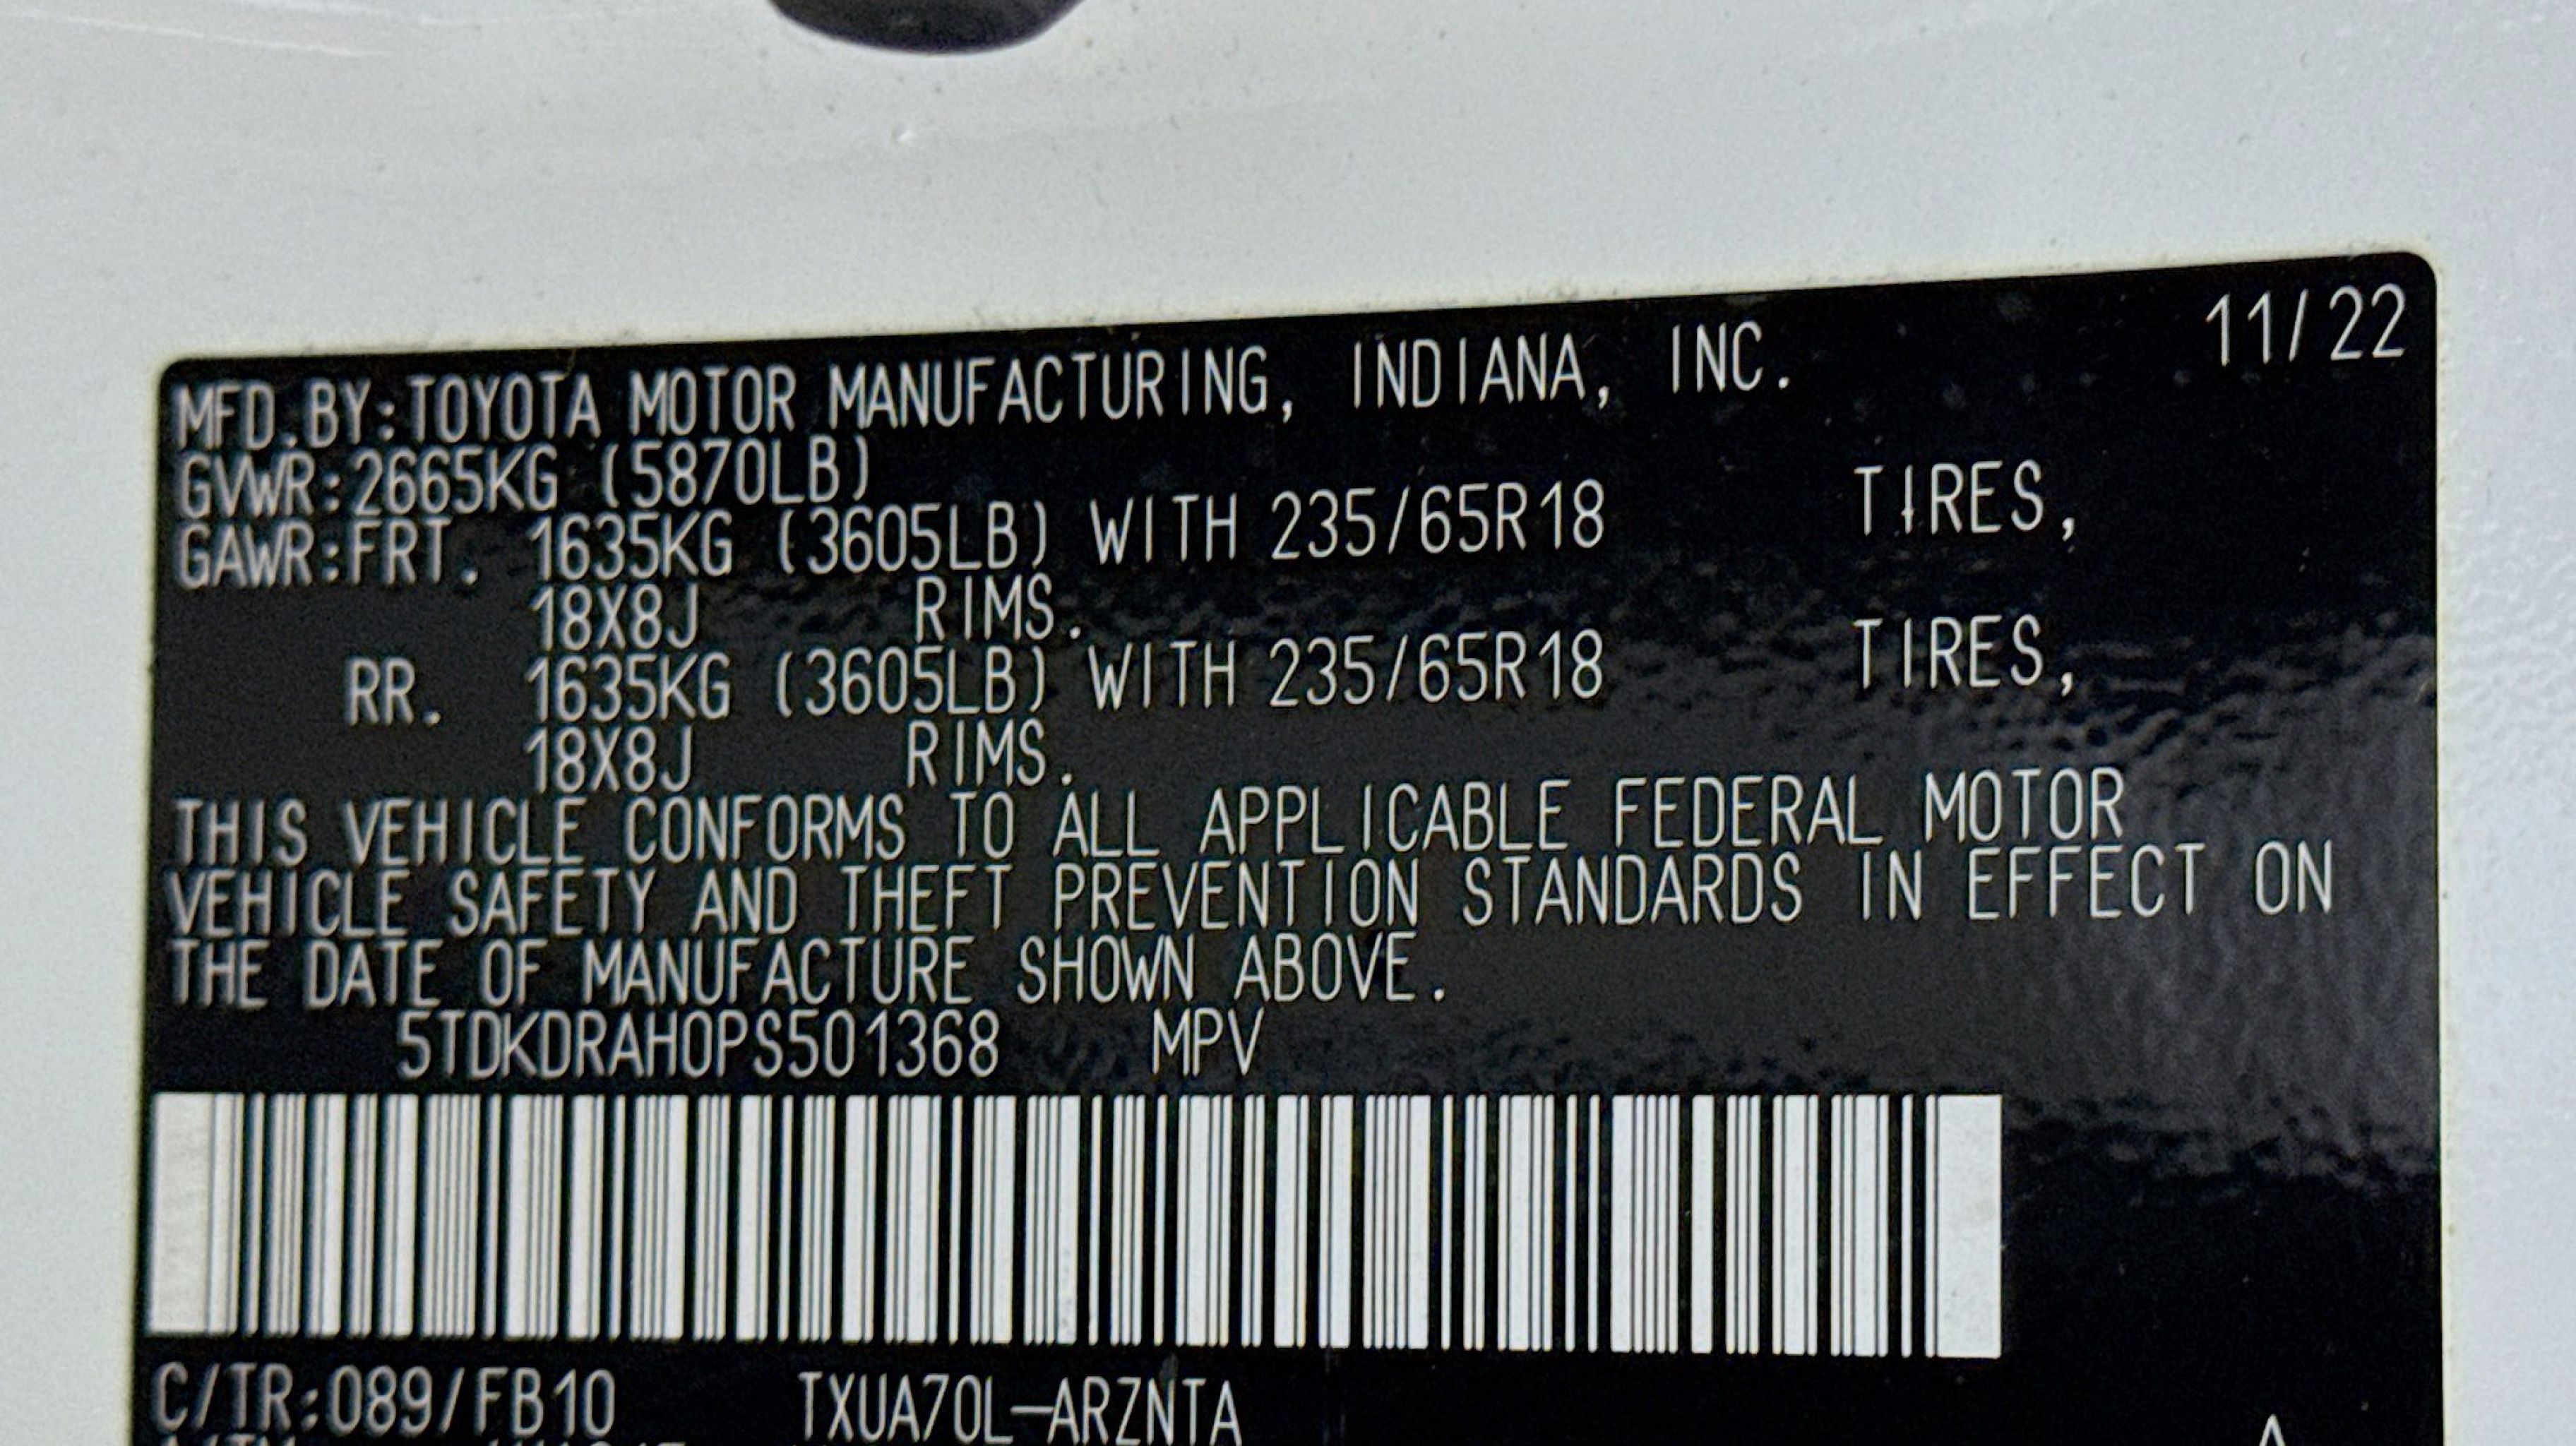 11/22
MFD.BY:TOYOTA MOTOR MANUFACTURING, INDIANA, INC.
GVWR:2665KG (5870LB)
GAWR:FRT. 1635KG (3605LB) WITH 235/65R18 TIRES,
18X8J RIMS.
RR. 1635KG (3605LB) WITH 235/65R18 TIRES,
18X8J RIMS.
THIS VEHICLE CONFORMS TO ALL APPLICABLE FEDERAL MOTOR
VEHICLE SAFETY AND THEFT PREVENTION STANDARDS IN EFFECT ON
THE DATE OF MANUFACTURE SHOWN ABOVE.
5TDKDRAH0PS501368 MPV
C/TR:089/FB10 TXUA70L-ARZNTA